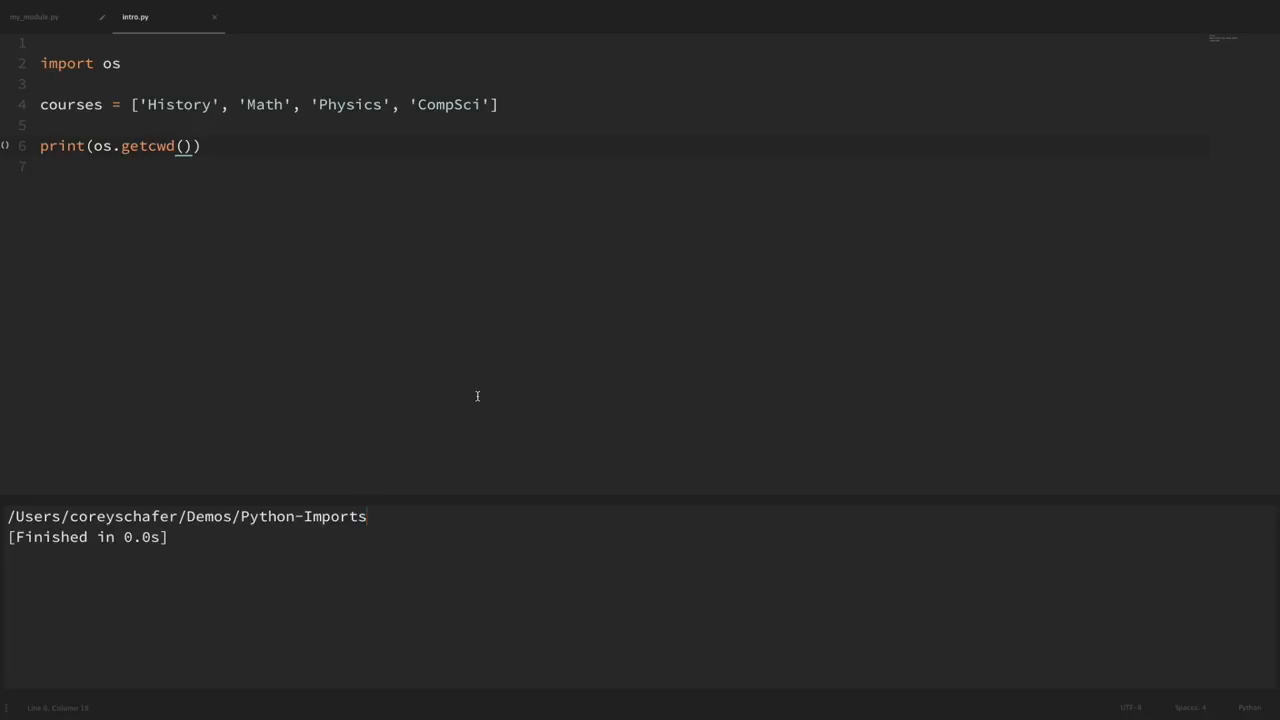 my_module.py intro.py
1
2 import os
3
4 courses = ['History', 'Math', 'Physics', 'CompSci']
5
() 6 print(os.getcwd())
7
/Users/coreyschafer/Demos/Python-Imports
[Finished in 0.0s]
Line 6, Column 18 UTF-8 Spaces: 4 Python